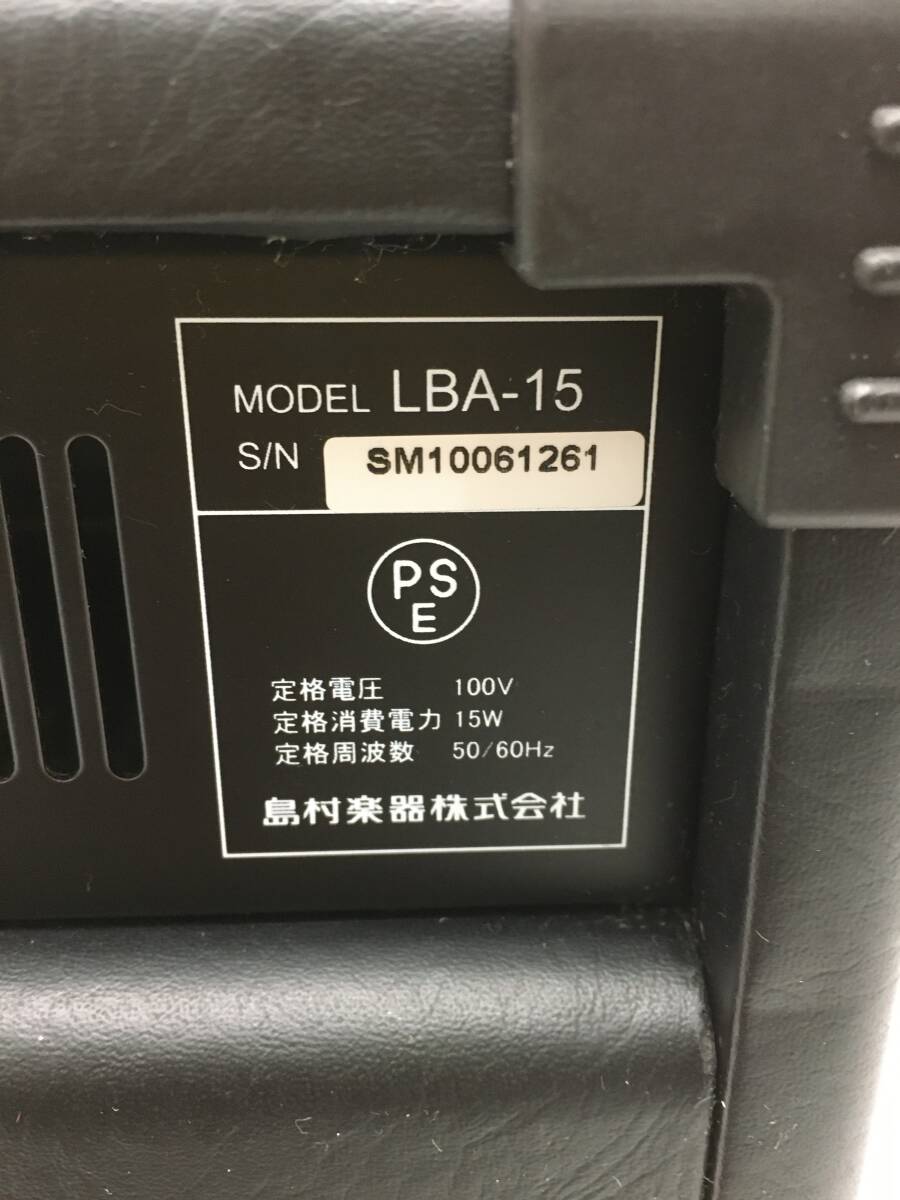 MODEL LBA-15
S/N SM10061261
PS
E
定格電圧 100V
定格消費電力 15W
定格周波数 50/60Hz
島村楽器株式会社